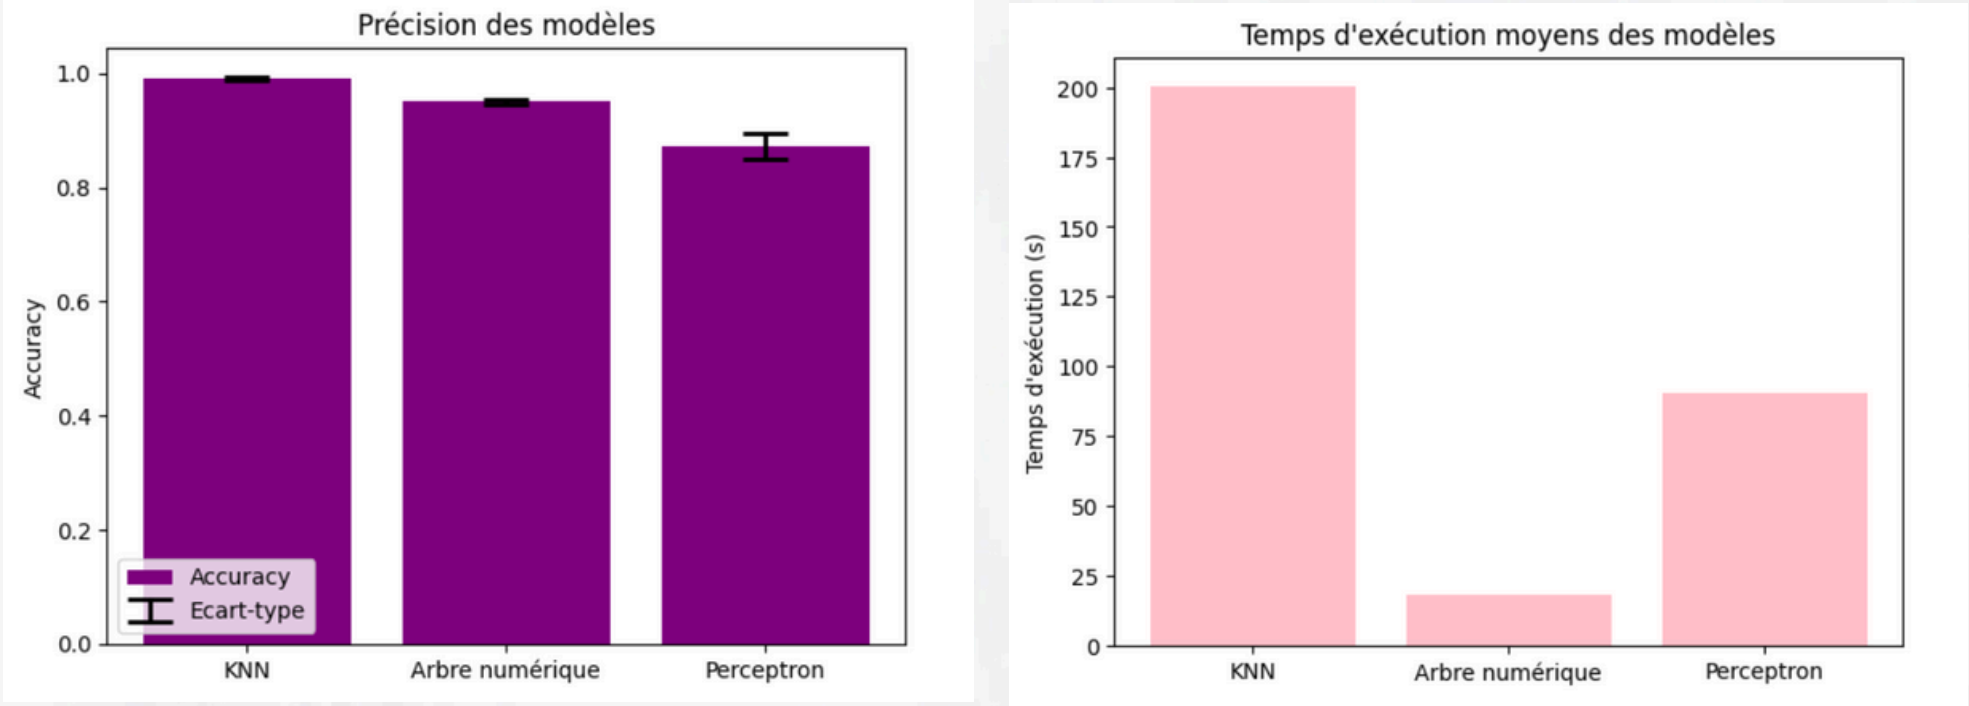 Précision des modèles
1.0
0.8
0.6
0.4
0.2
0.0
Accuracy
Accuracy
Ecart-type
KNN
Arbre numérique
Perceptron
Temps d'exécution moyens des modèles
200
175
150
125
100
75
50
25
0
Temps d'exécution (s)
KNN
Arbre numérique
Perceptron